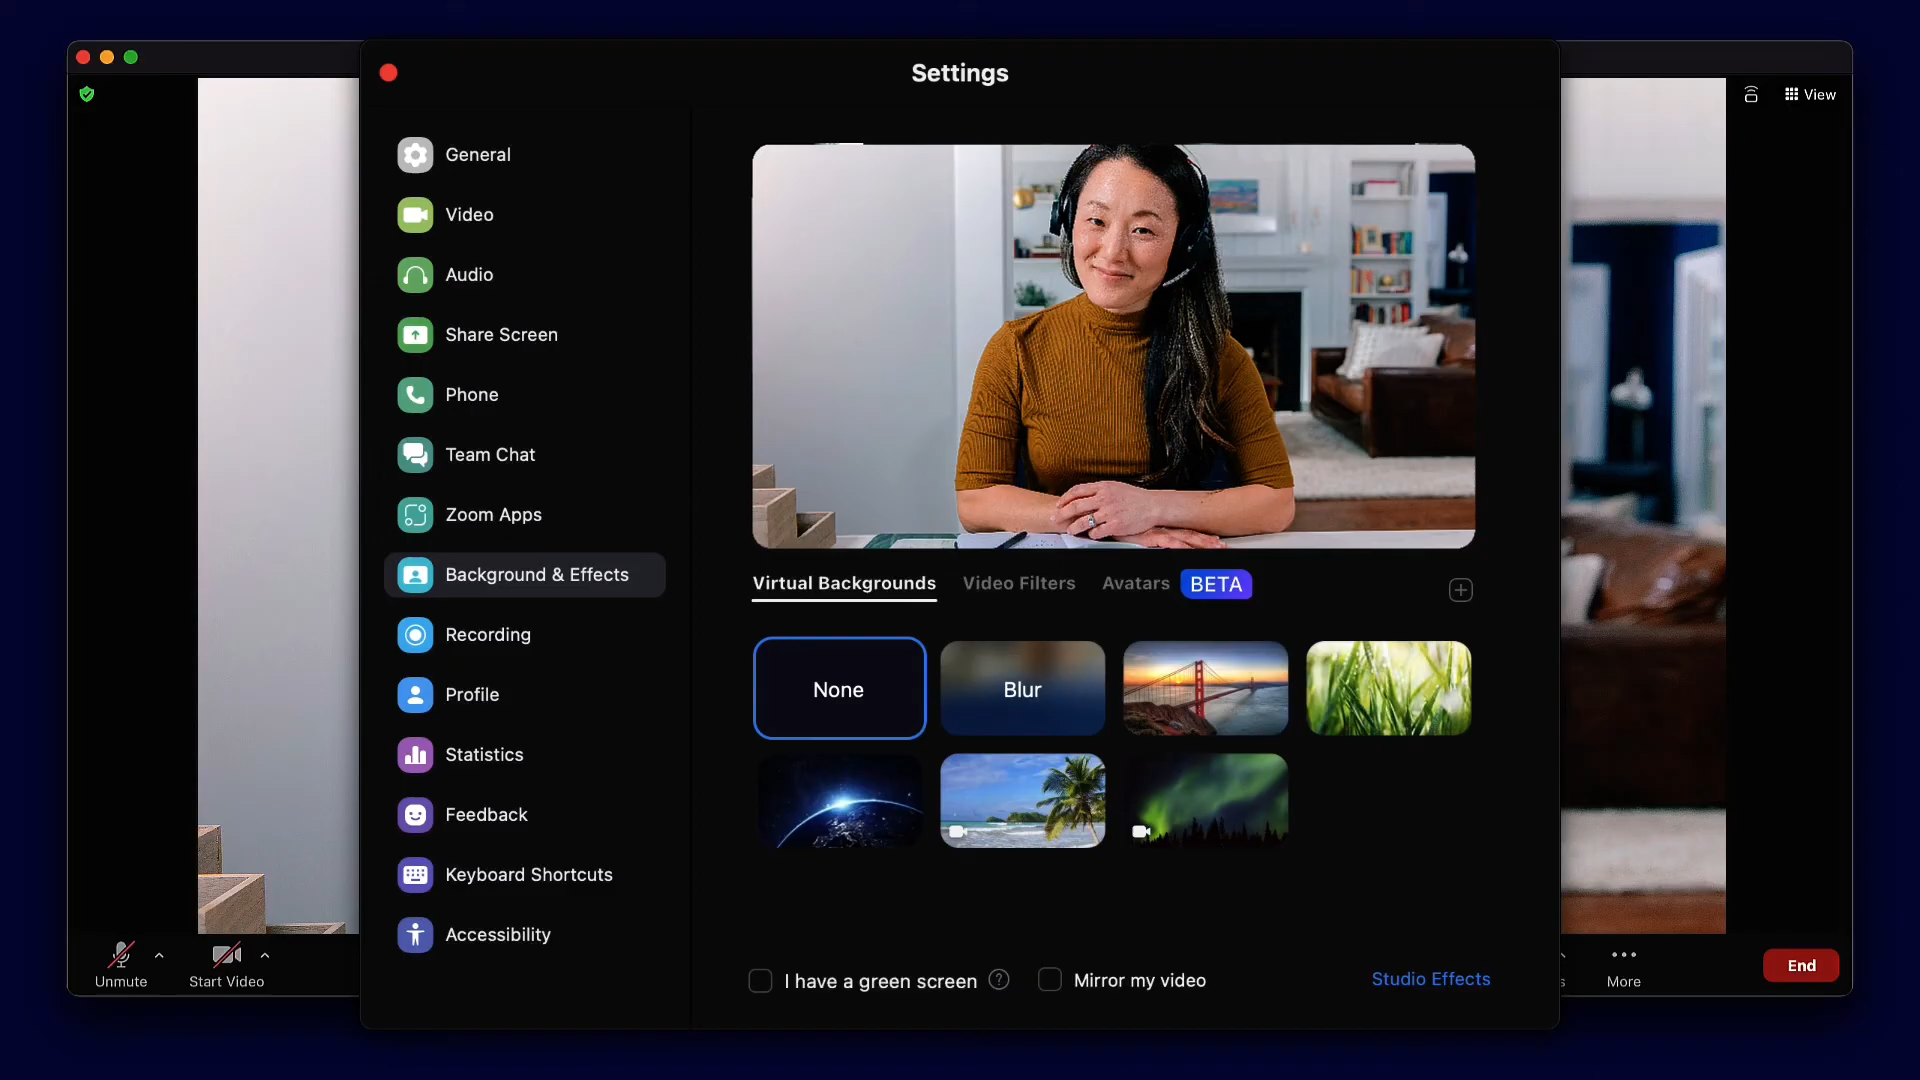 Settings
View
General
Video
Audio
Share Screen
Phone
Team Chat
Zoom Apps
Background & Effects
Recording
Profile
Statistics
Feedback
Keyboard Shortcuts
Accessibility
Virtual Backgrounds Video Filters Avatars BETA
None Blur
I have a green screen ? Mirror my video Studio Effects
Unmute Start Video
s More End